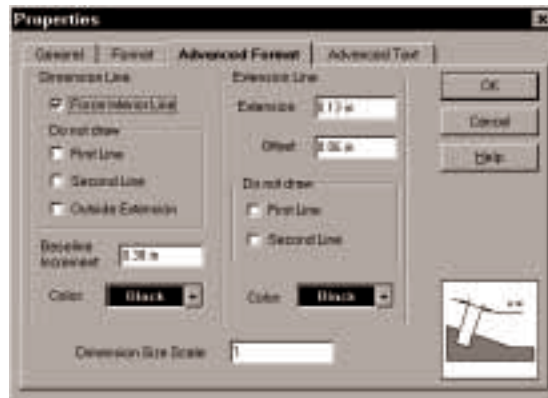 Properties
General Format Advanced Format Advanced Text
Dimension Line
Force Interior Line
Do not draw
First Line
Second Line
Outside Extension
Baseline Increment 0.38 in
Color Black
Extension Line
Extension 0.13 in
Offset 0.06 in
Do not draw
First Line
Second Line
Color Black
Dimension Size Scale 1
OK
Cancel
Help